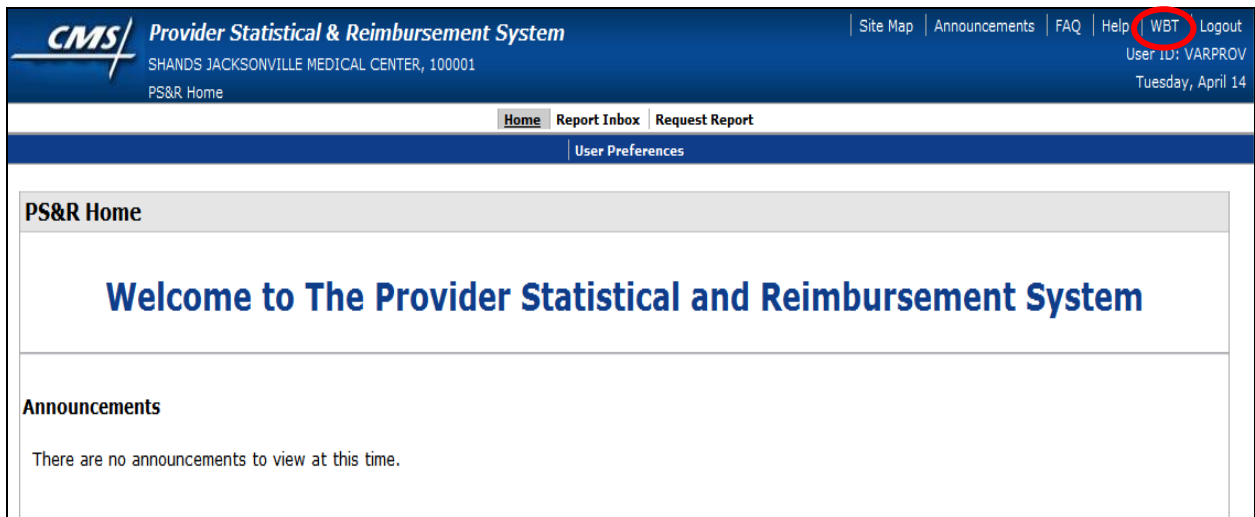 CMS Provider Statistical & Reimbursement System
Site Map | Announcements | FAQ | Help | WBT | Logout
SHANDS JACKSONVILLE MEDICAL CENTER, 100001
User ID: VARPROV
PS&R Home
Tuesday, April 14
Home | Report Inbox | Request Report
User Preferences
PS&R Home
Welcome to The Provider Statistical and Reimbursement System
Announcements
There are no announcements to view at this time.